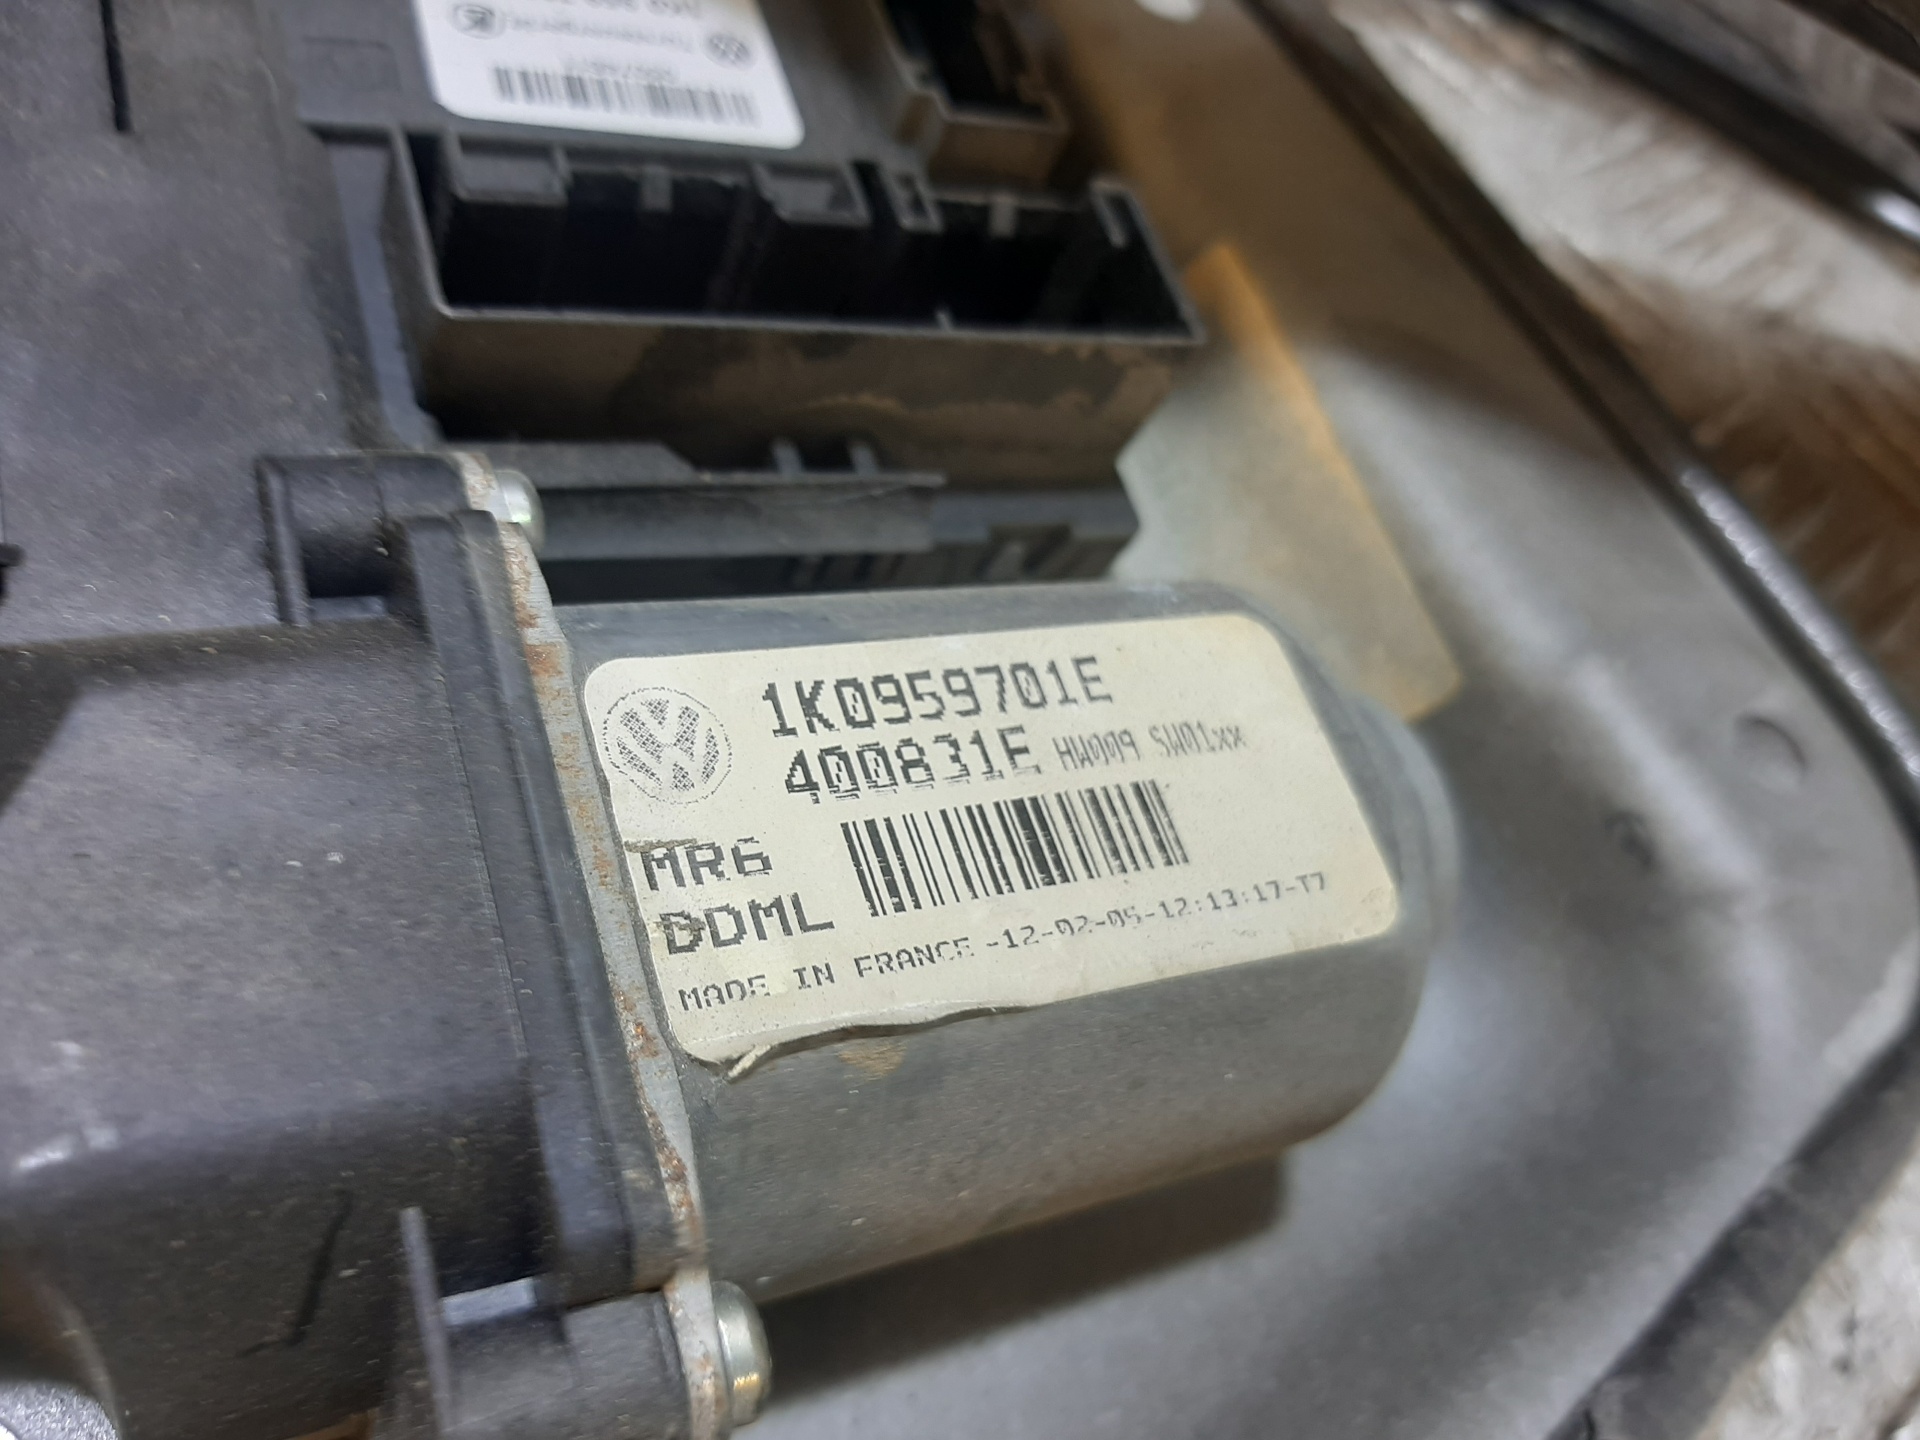 1K0959701E
400831E HW009 SW01xx
MR6
DDML
MADE IN FRANCE -12-02-05-12:13:17-T7